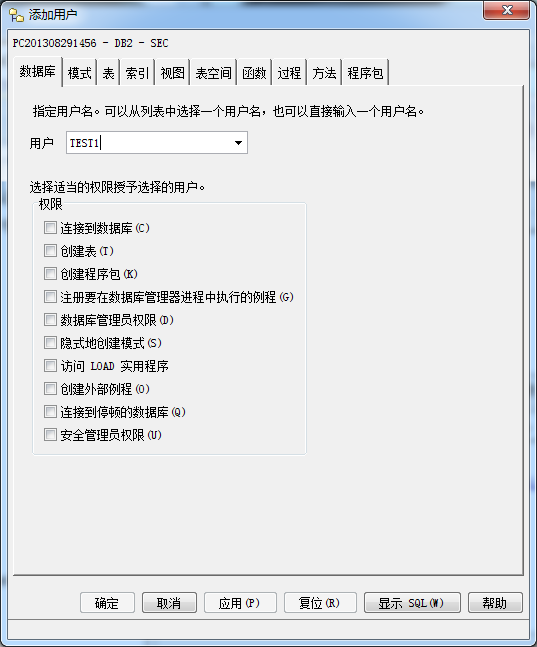 添加用户
PC201308291456 - DB2 - SEC
数据库 模式 表 索引 视图 表空间 函数 过程 方法 程序包
指定用户名。可以从列表中选择一个用户名，也可以直接输入一个用户名。
用户 TEST1
选择适当的权限授予选择的用户。
权限
连接到数据库(C)
创建表(T)
创建程序包(K)
注册要在数据库管理器进程中执行的例程(G)
数据库管理员权限(D)
隐式地创建模式(S)
访问 LOAD 实用程序
创建外部例程(O)
连接到停顿的数据库(Q)
安全管理员权限(U)
确定 取消 应用(P) 复位(R) 显示 SQL(W) 帮助